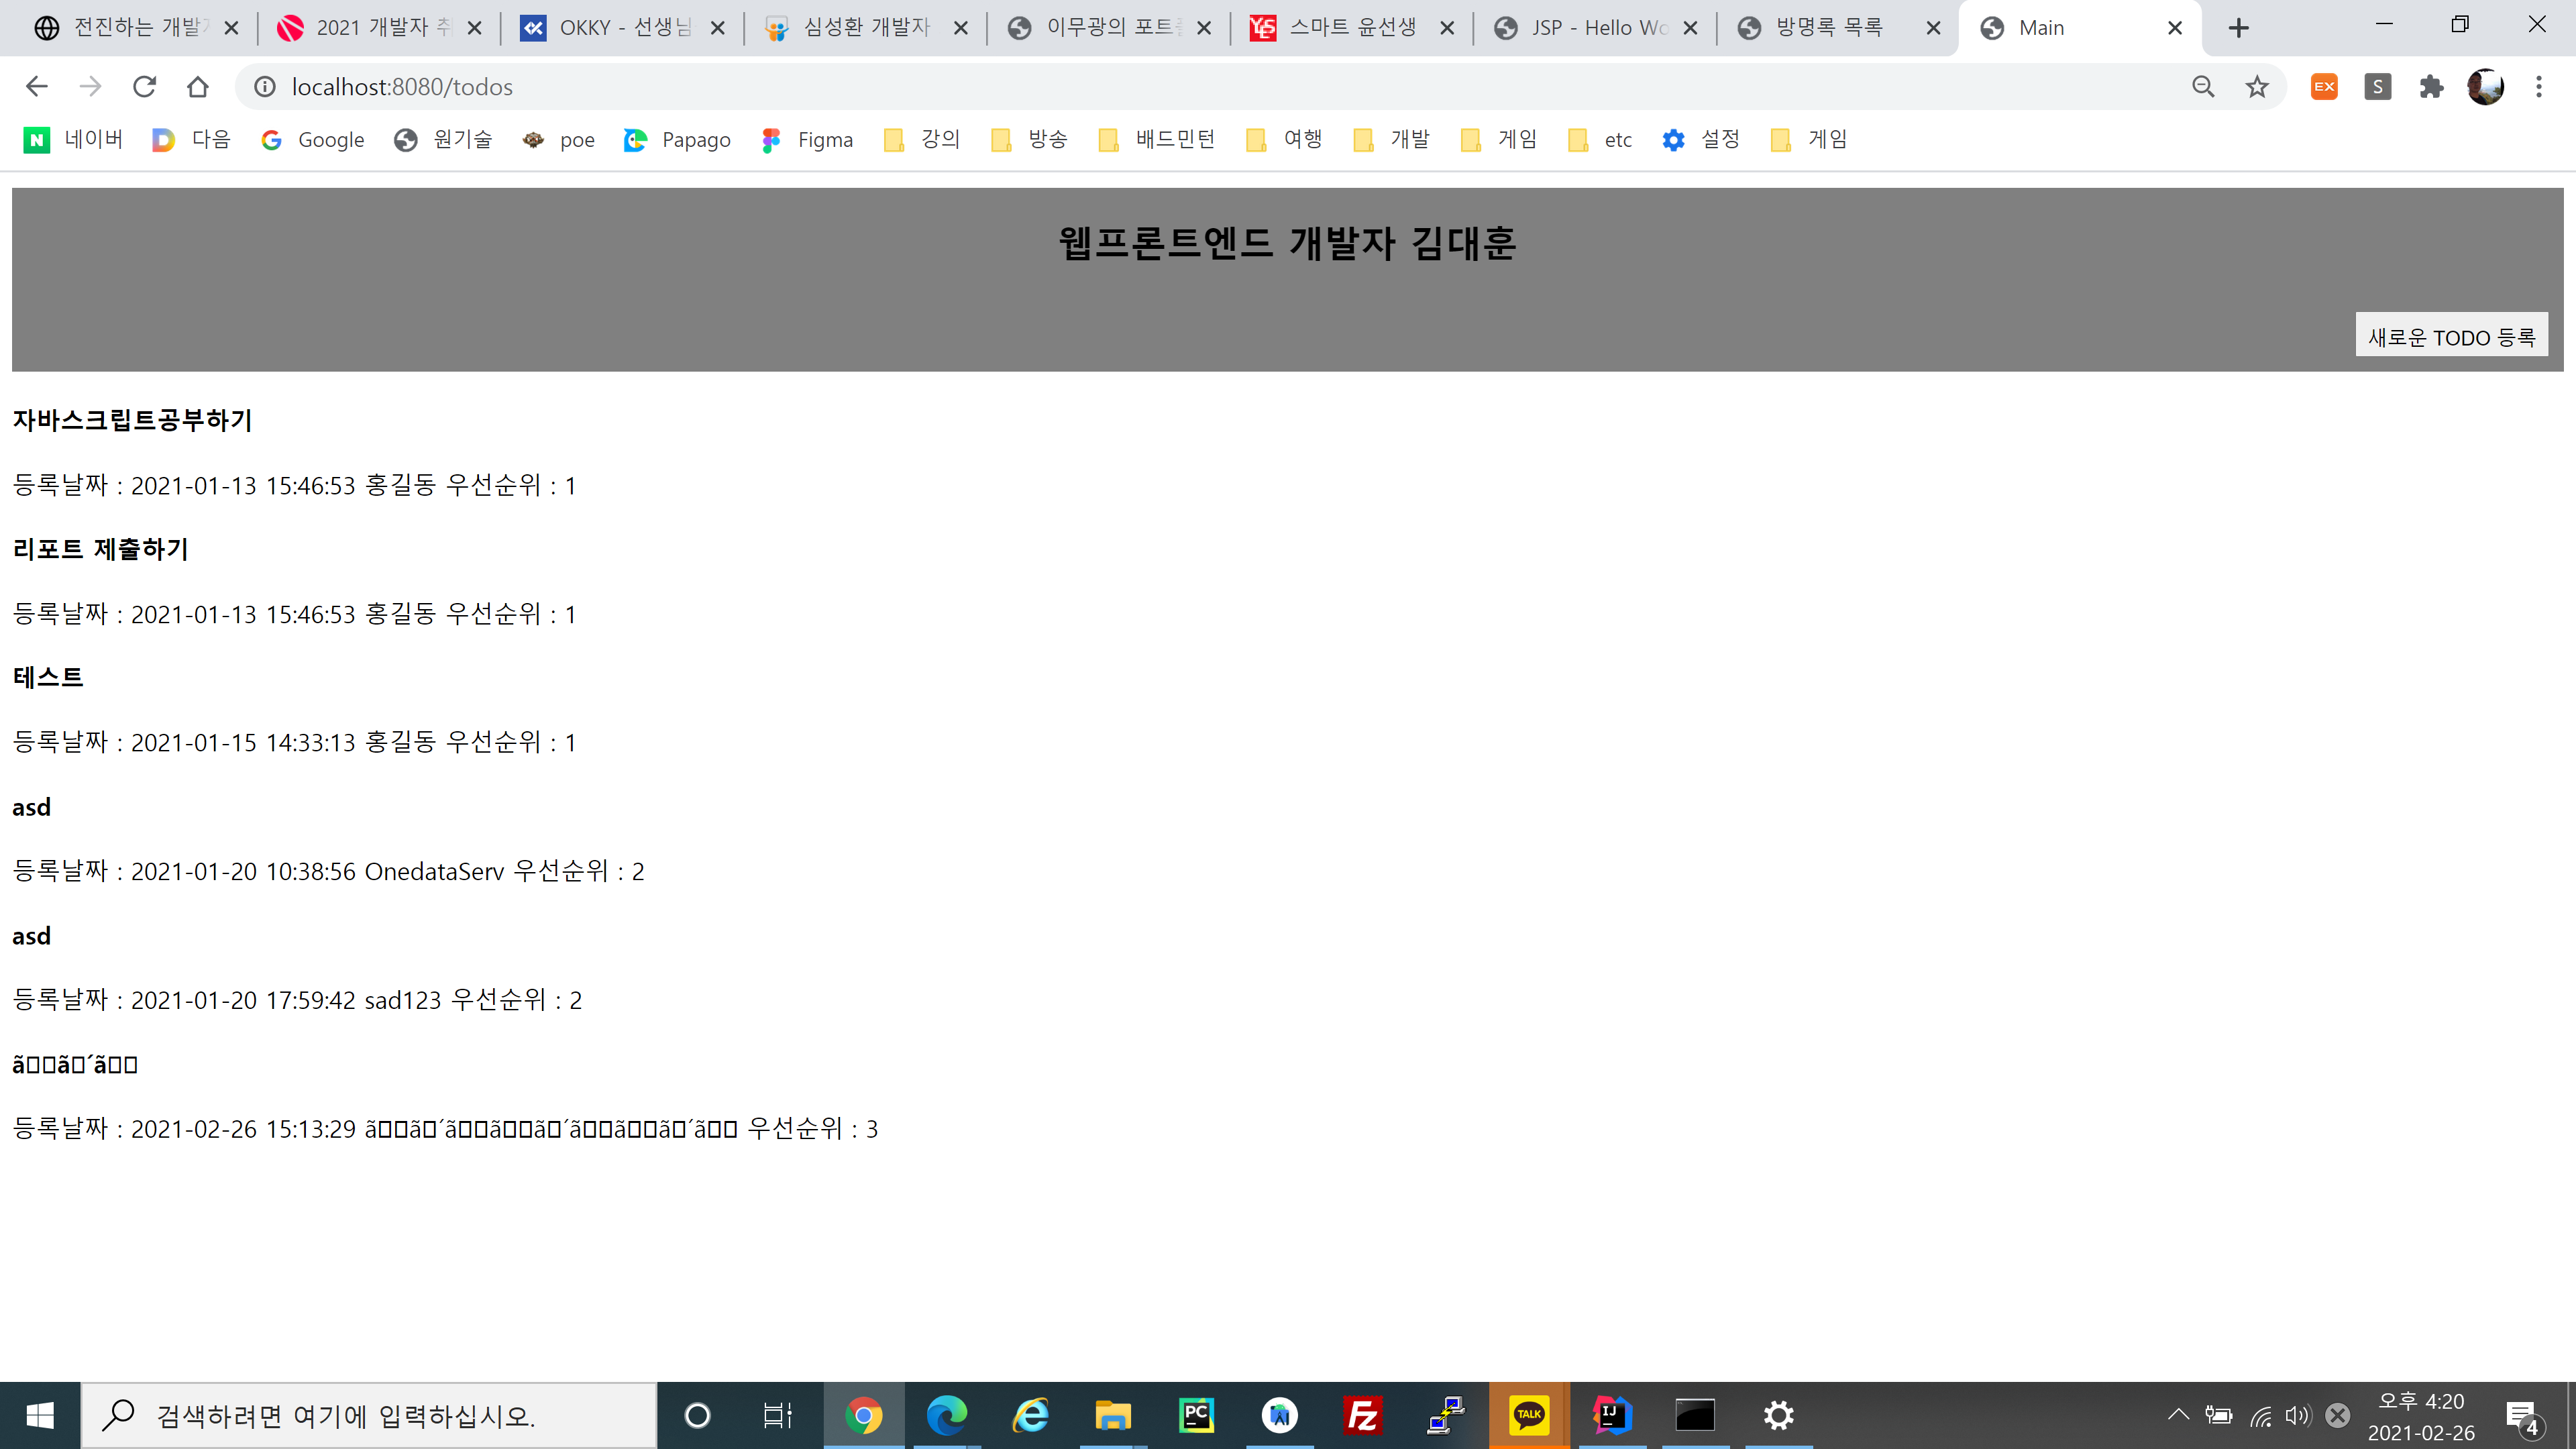 전진하는 개발
2021 개발자 취
OKKY - 선생님
심성환 개발자
이무광의 포트
스마트 윤선생
JSP - Hello Wo
방명록 목록
Main
localhost:8080/todos
EX
S
네이버 다음 Google 원기술 poe Papago Figma 강의 방송 배드민턴 여행 개발 게임 etc 설정 게임
웹프론트엔드 개발자 김대훈
새로운 TODO 등록
자바스크립트공부하기
등록날짜 : 2021-01-13 15:46:53 홍길동 우선순위 : 1
리포트 제출하기
등록날짜 : 2021-01-13 15:46:53 홍길동 우선순위 : 1
테스트
등록날짜 : 2021-01-15 14:33:13 홍길동 우선순위 : 1
asd
등록날짜 : 2021-01-20 10:38:56 OnedataServ 우선순위 : 2
asd
등록날짜 : 2021-01-20 17:59:42 sad123 우선순위 : 2
ã▯▯ã▯´ã▯▯
등록날짜 : 2021-02-26 15:13:29 ã▯▯ã▯´ã▯▯ã▯▯ã▯´ã▯▯ã▯▯ã▯´ã▯▯ 우선순위 : 3
검색하려면 여기에 입력하십시오.
PC
TALK
IJ
오후 4:20
2021-02-26
4